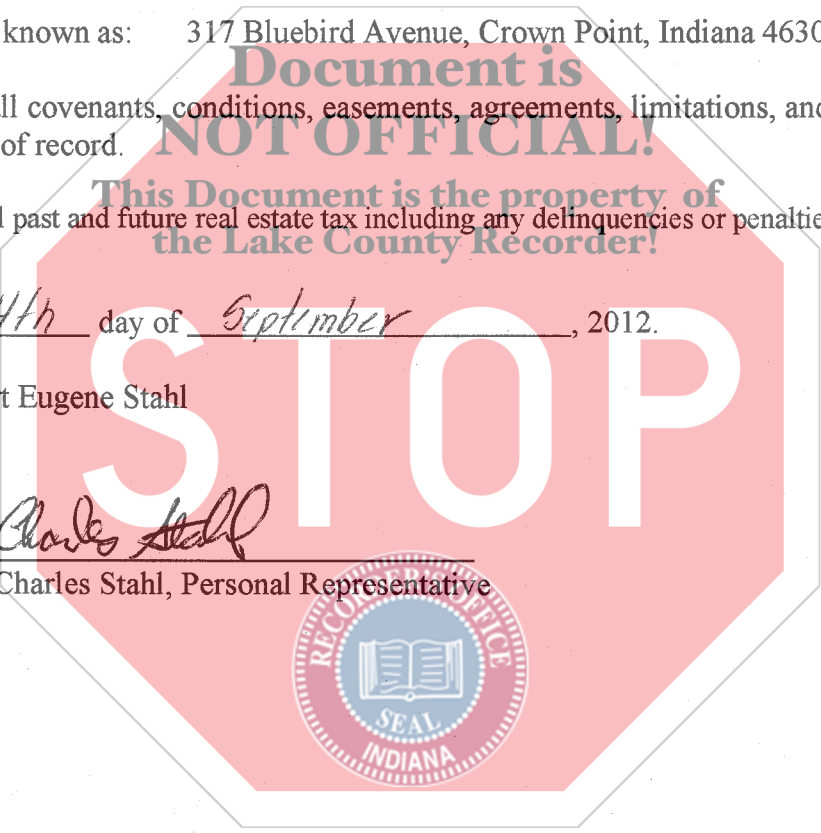 known as: 317 Bluebird Avenue, Crown Point, Indiana 4630
Document is
ll covenants, conditions, easements, agreements, limitations, and
of record.
NOT OFFICIAL!
This Document is the property of
l past and future real estate tax including any delinquencies or penaltie
the Lake County Recorder!
4th day of September, 2012.
STOP
t Eugene Stahl
Charles Stahl
Charles Stahl, Personal Representative
RECORDER'S OFFICE
SEAL
INDIANA